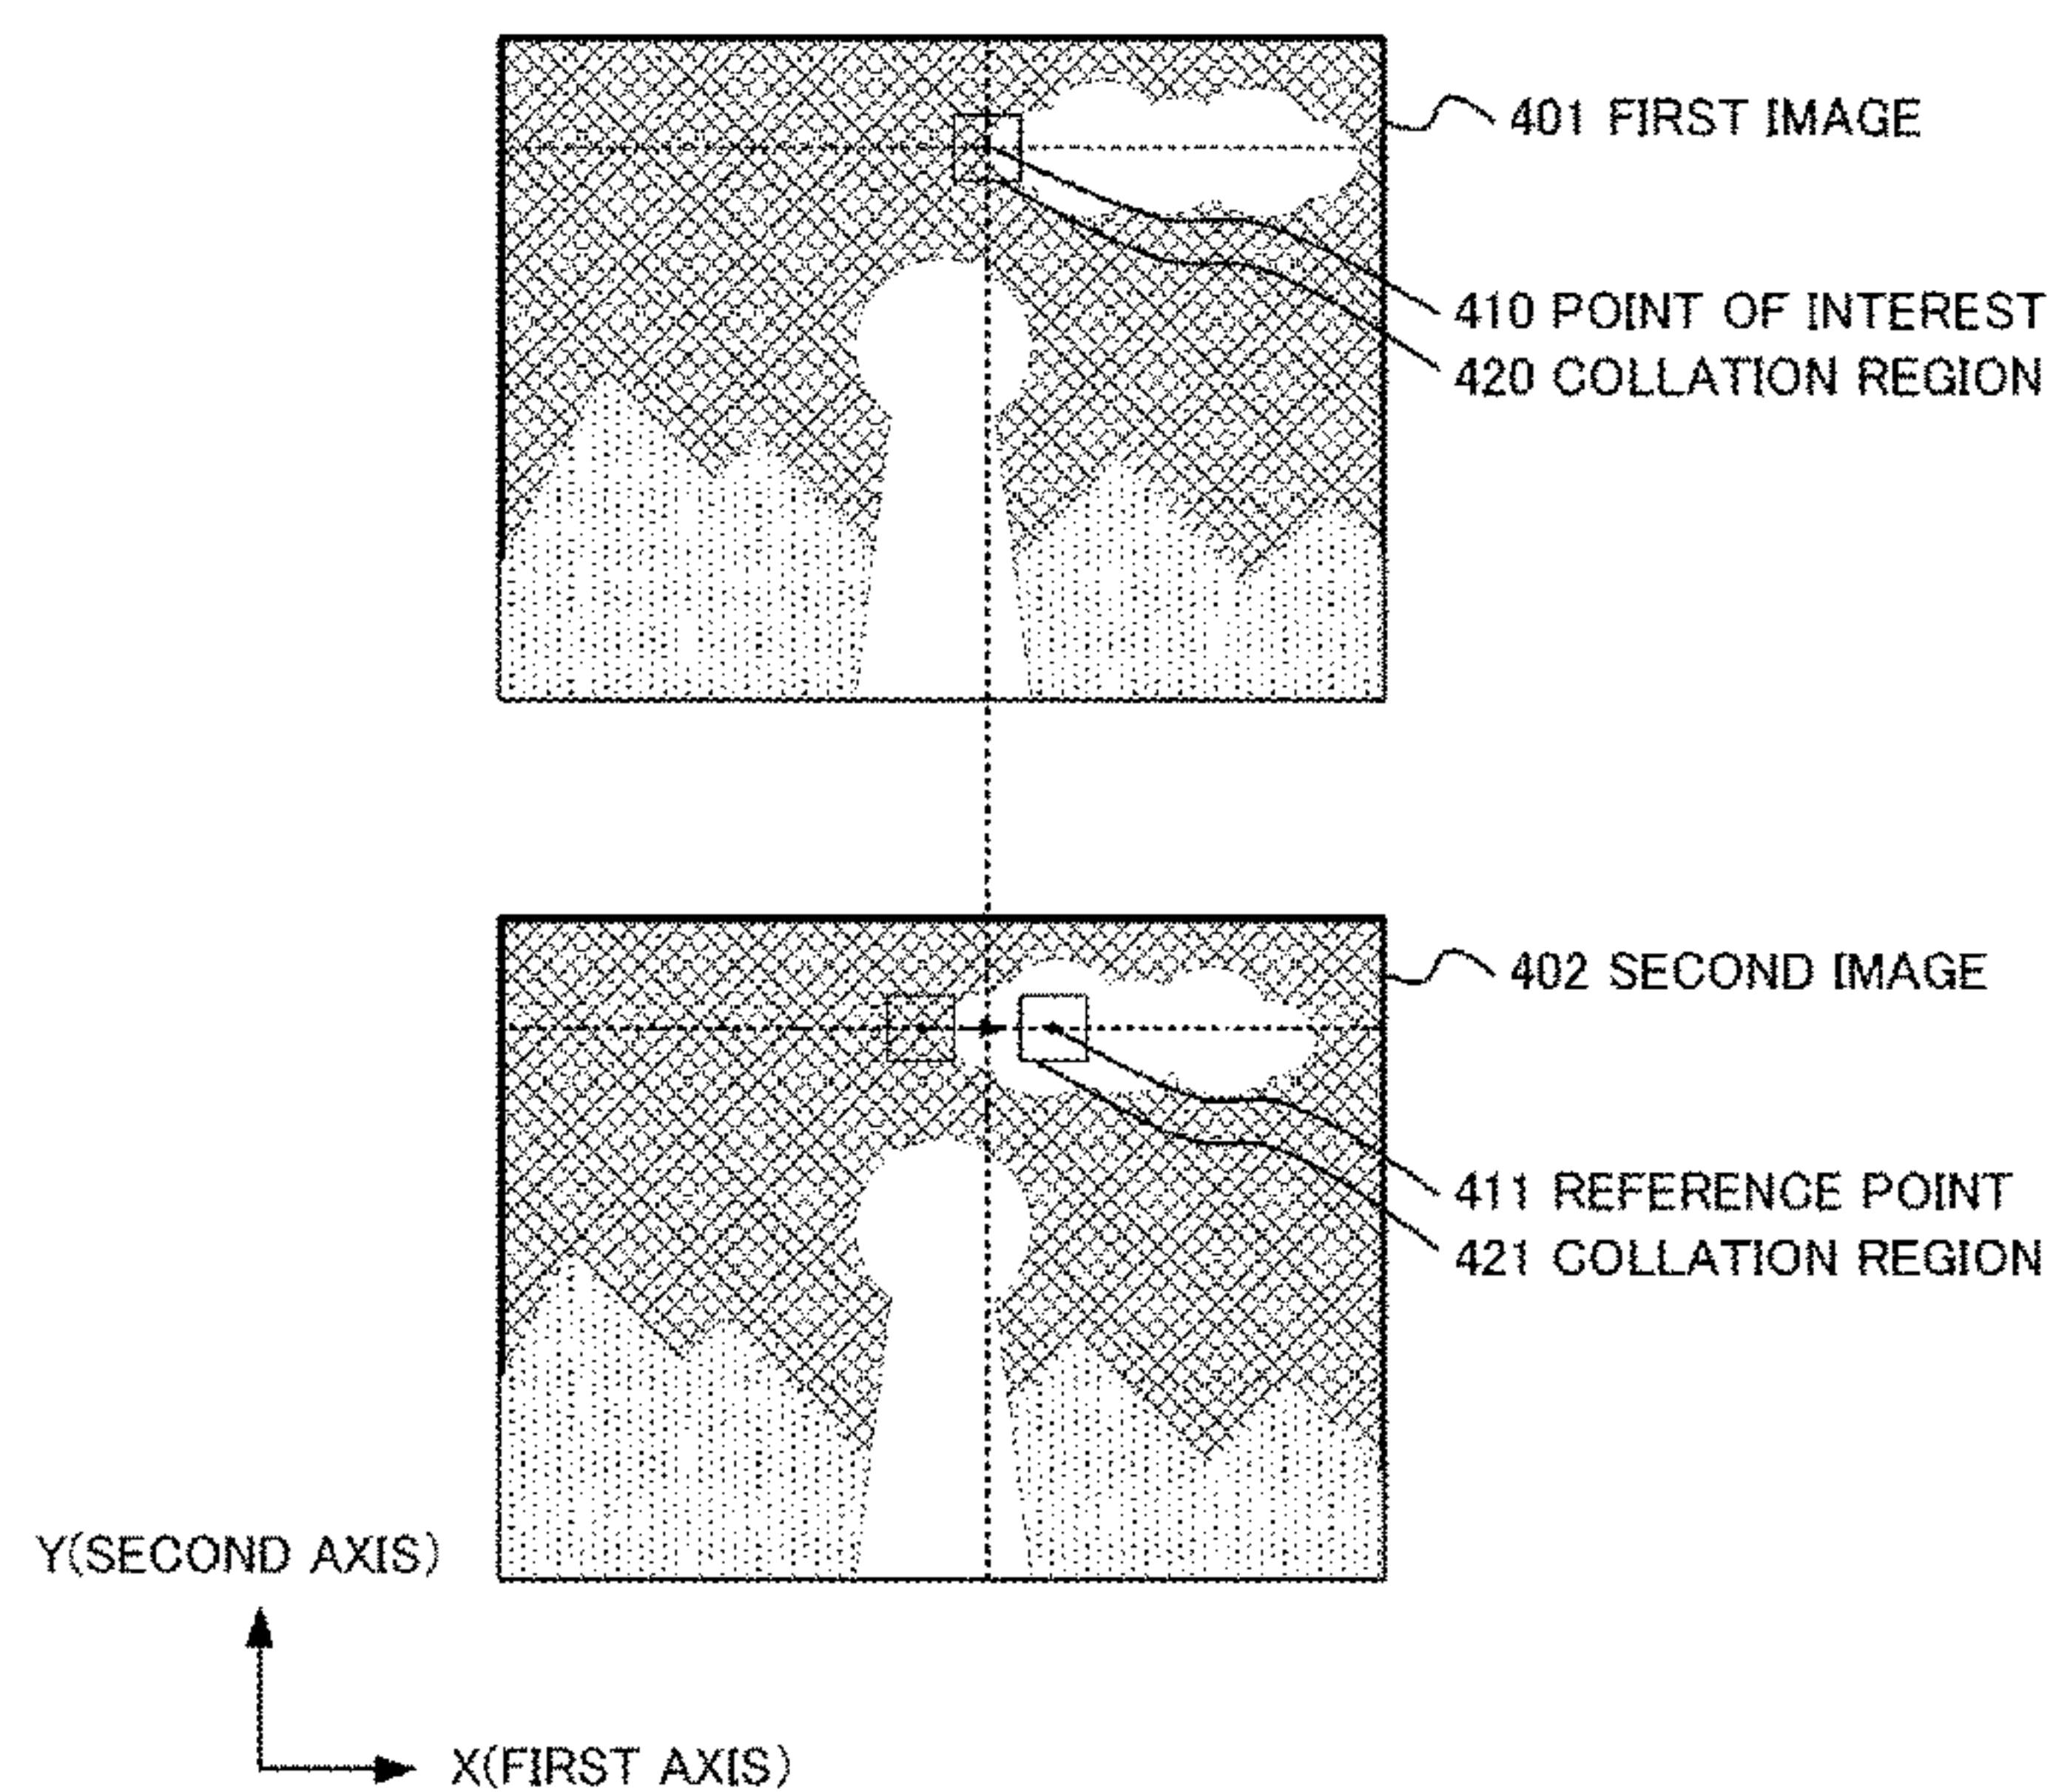 401 FIRST IMAGE
410 POINT OF INTEREST
420 COLLATION REGION
402 SECOND IMAGE
411 REFERENCE POINT
421 COLLATION REGION
Y(SECOND AXIS)
X(FIRST AXIS)